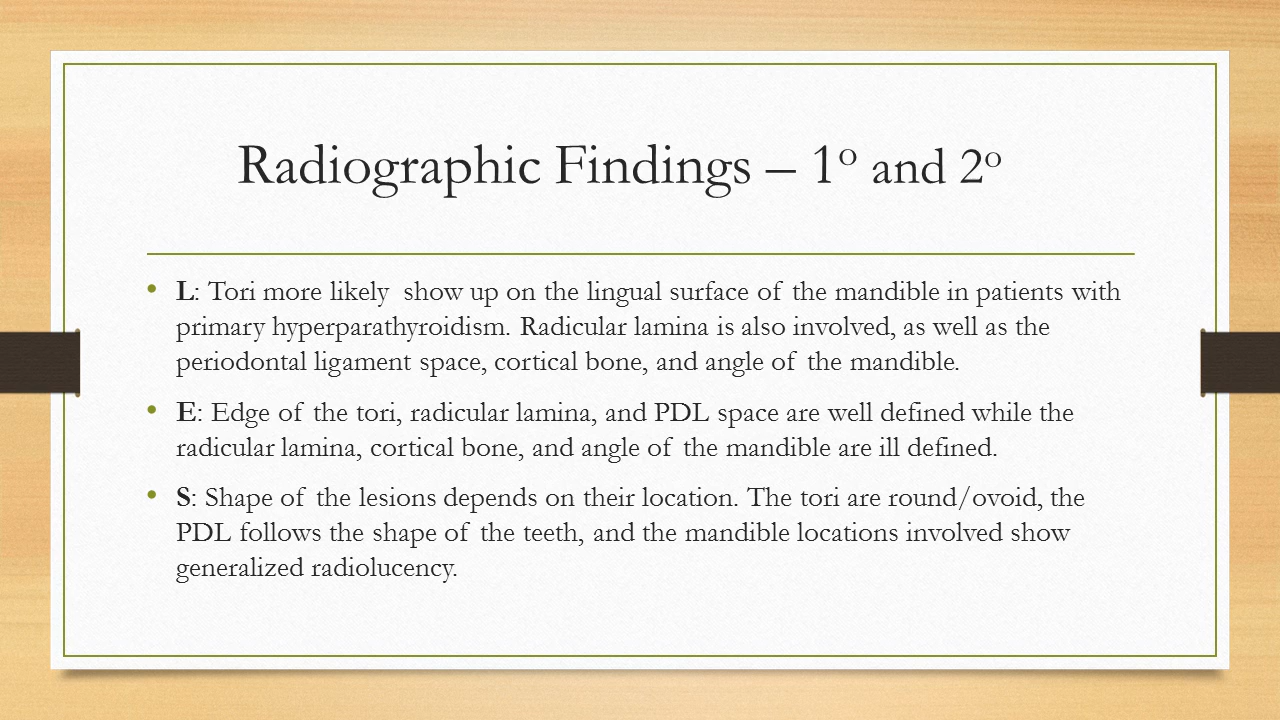 Radiographic Findings – 1º and 2º
• L: Tori more likely show up on the lingual surface of the mandible in patients with
primary hyperparathyroidism. Radicular lamina is also involved, as well as the
periodontal ligament space, cortical bone, and angle of the mandible.
• E: Edge of the tori, radicular lamina, and PDL space are well defined while the
radicular lamina, cortical bone, and angle of the mandible are ill defined.
• S: Shape of the lesions depends on their location. The tori are round/ovoid, the
PDL follows the shape of the teeth, and the mandible locations involved show
generalized radiolucency.